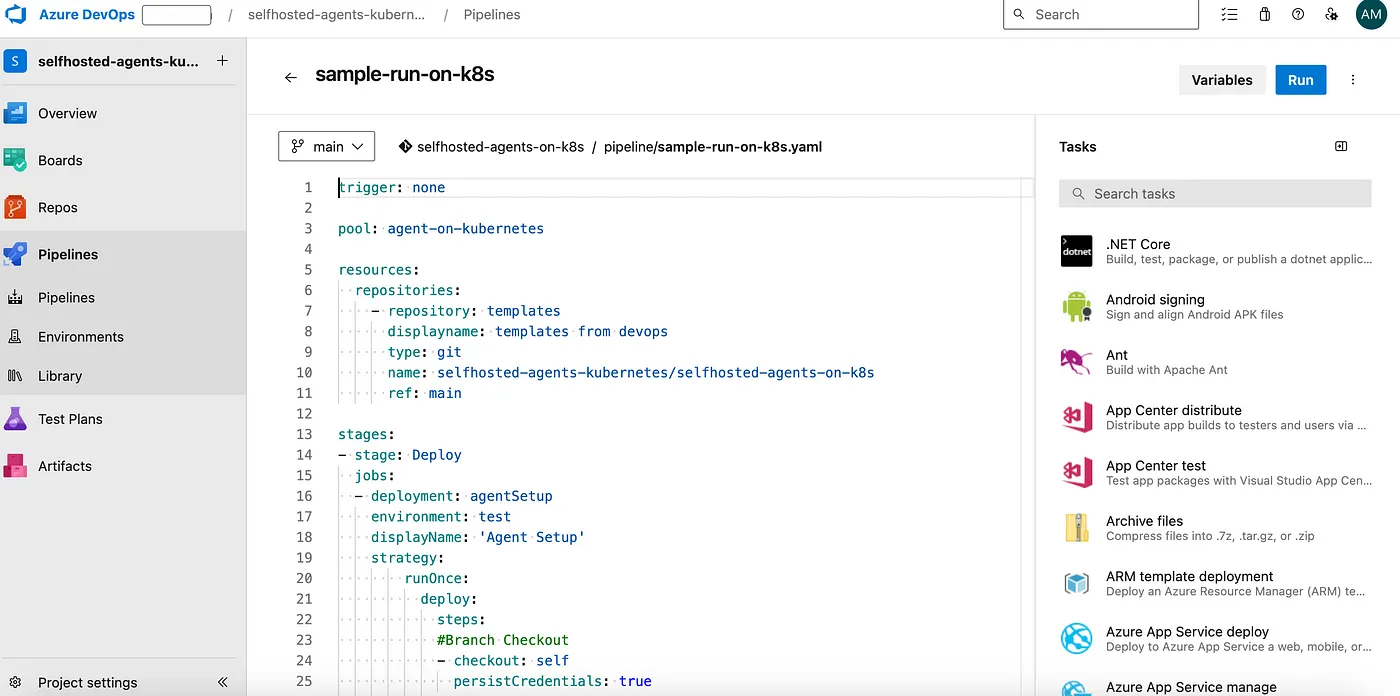 Azure DevOps / selfhosted-agents-kubern... / Pipelines
Search
AM
S selfhosted-agents-ku... +
Overview
Boards
Repos
Pipelines
Pipelines
Environments
Library
Test Plans
Artifacts
Project settings
sample-run-on-k8s
Variables
Run
main
selfhosted-agents-on-k8s / pipeline/sample-run-on-k8s.yaml
1 trigger: none
2
3 pool: agent-on-kubernetes
4
5 resources:
6   repositories:
7     - repository: templates
8       displayname: templates from devops
9       type: git
10       name: selfhosted-agents-kubernetes/selfhosted-agents-on-k8s
11       ref: main
12
13 stages:
14 - stage: Deploy
15   jobs:
16   - deployment: agentSetup
17     environment: test
18     displayName: 'Agent Setup'
19     strategy:
20         runOnce:
21           deploy:
22             steps:
23             #Branch Checkout
24             - checkout: self
25               persistCredentials: true
Tasks
Search tasks
dotnet
.NET Core
Build, test, package, or publish a dotnet applic...
Android signing
Sign and align Android APK files
Ant
Build with Apache Ant
App Center distribute
Distribute app builds to testers and users via ...
App Center test
Test app packages with Visual Studio App Cen...
Archive files
Compress files into .7z, .tar.gz, or .zip
ARM template deployment
Deploy an Azure Resource Manager (ARM) te...
Azure App Service deploy
Deploy to Azure App Service a web, mobile, or...
Azure App Service manage